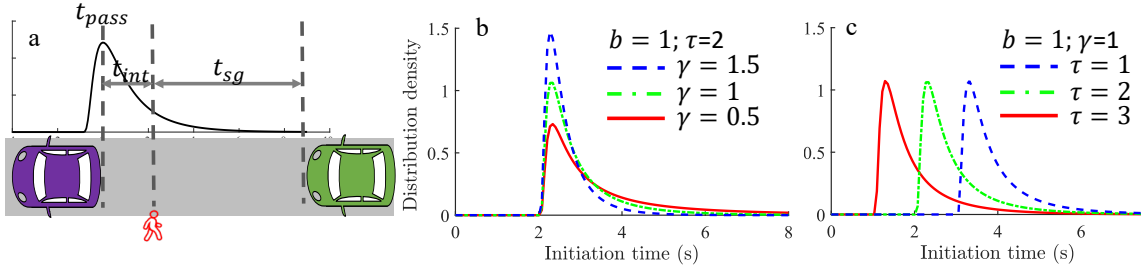 a
t_pass
t_int
t_sg
b
Distribution density
1.5
1
0.5
0
b = 1; τ=2
γ = 1.5
γ = 1
γ = 0.5
0 2 4 6 8
Initiation time (s)
c
1.5
1
0.5
0
b = 1; γ=1
τ = 1
τ = 2
τ = 3
0 2 4 6
Initiation time (s)